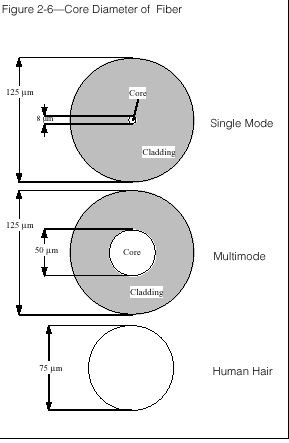 Figure 2-6—Core Diameter of Fiber
125 µm
Core
8 µm
Single Mode
Cladding
125 µm
50 µm
Core
Multimode
Cladding
75 µm
Human Hair